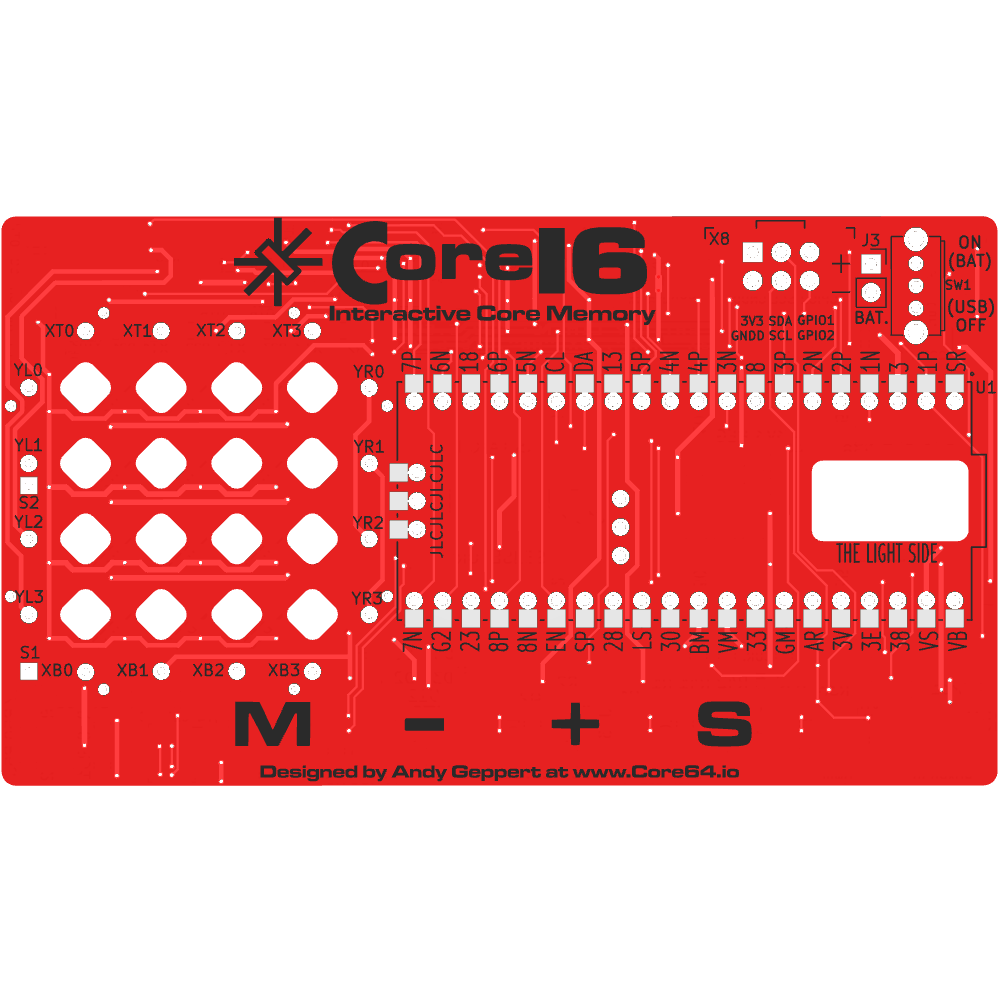 Core16
Interactive Core Memory
X8
J3
ON
(BAT)
SW1
(USB)
OFF
+
−
BAT.
3V3 SDA GPIO1
GNDD SCL GPIO2
XT0 XT1 XT2 XT3
7P 6N 18 6P 5N CL DA 13 5P 4N 4P 3N 8 3P 2N 2P 1N 3 1P SR
U1
YL0 YR0
YL1 YR1
S2
JLCJLCJLCJLC
YL2 YR2
THE LIGHT SIDE
YL3 YR3
7N G2 23 8P 8N EN SP 28 LS 30 BM VM 33 GM AR 3V 3E 38 VS VB
S1
XB0 XB1 XB2 XB3
M − + S
Designed by Andy Geppert at www.Core64.io